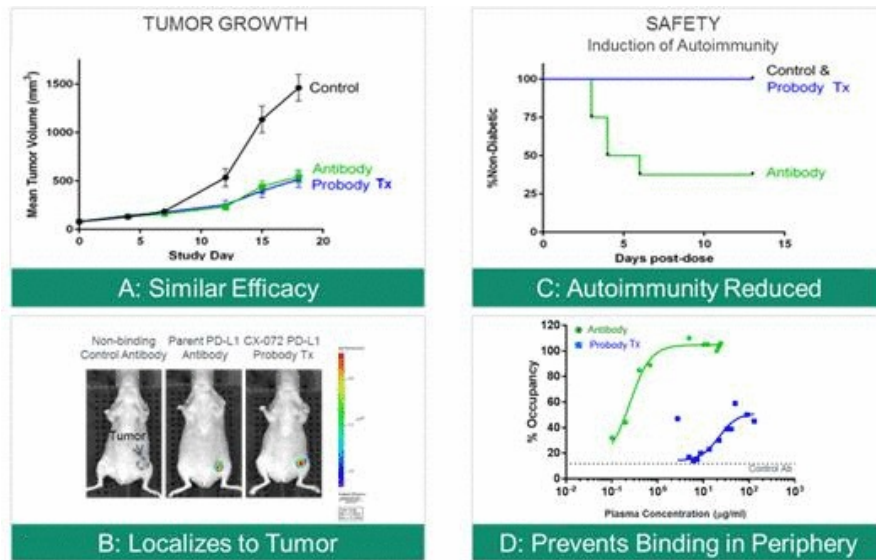 TUMOR GROWTH
Mean Tumor Volume (mm³)
1500
1000
500
0
Control
Antibody
Probody Tx
0
5
10
15
20
Study Day
A: Similar Efficacy
SAFETY
Induction of Autoimmunity
%Non-Diabetic
100
75
50
25
0
Control &
Probody Tx
Antibody
0
5
10
15
Days post-dose
C: Autoimmunity Reduced
Non-binding
Control Antibody
Parent PD-L1
Antibody
CX-072 PD-L1
Probody Tx
Tumor
B: Localizes to Tumor
% Occupancy
120
100
80
60
40
20
0
Antibody
Probody Tx
Control Ab
10⁻²
10⁻¹
10⁰
10¹
10²
10³
Plasma Concentration (µg/ml)
D: Prevents Binding in Periphery